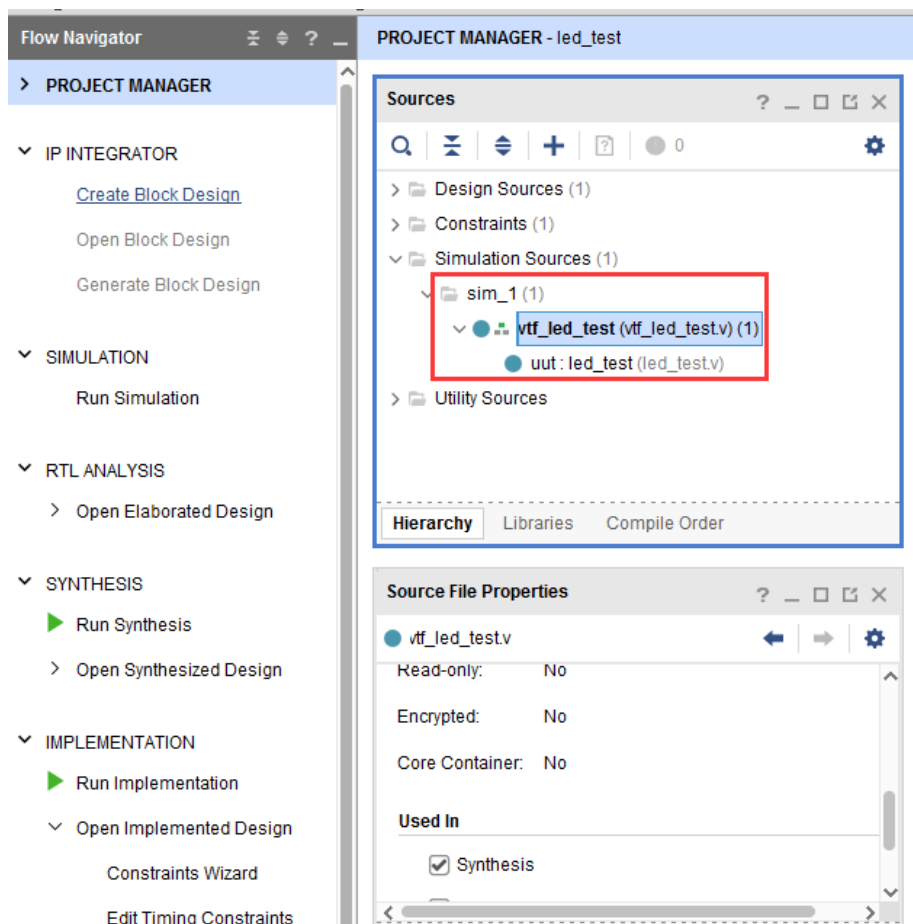 Flow Navigator
PROJECT MANAGER
IP INTEGRATOR
Create Block Design
Open Block Design
Generate Block Design
SIMULATION
Run Simulation
RTL ANALYSIS
Open Elaborated Design
SYNTHESIS
Run Synthesis
Open Synthesized Design
IMPLEMENTATION
Run Implementation
Open Implemented Design
Constraints Wizard
Edit Timing Constraints
PROJECT MANAGER - led_test
Sources
0
Design Sources (1)
Constraints (1)
Simulation Sources (1)
sim_1 (1)
vtf_led_test (vtf_led_test.v) (1)
uut : led_test (led_test.v)
Utility Sources
Hierarchy Libraries Compile Order
Source File Properties
vtf_led_test.v
Read-only: No
Encrypted: No
Core Container: No
Used In
Synthesis